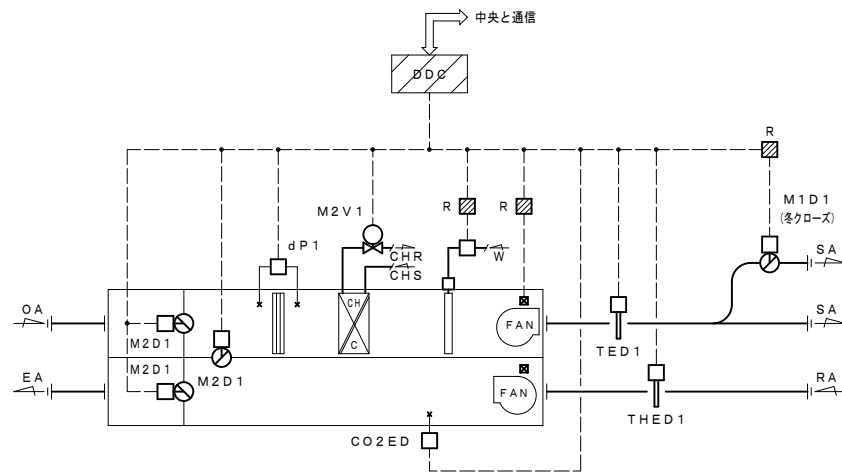 中央と通信
DDC
R
M1D1
(冬クローズ)
M2V1
R
R
dP1
CHR
CHS
W
SA
OA
CH
C
FAN
SA
M2D1
TED1
M2D1
M2D1
EA
FAN
RA
THED1
CO2ED